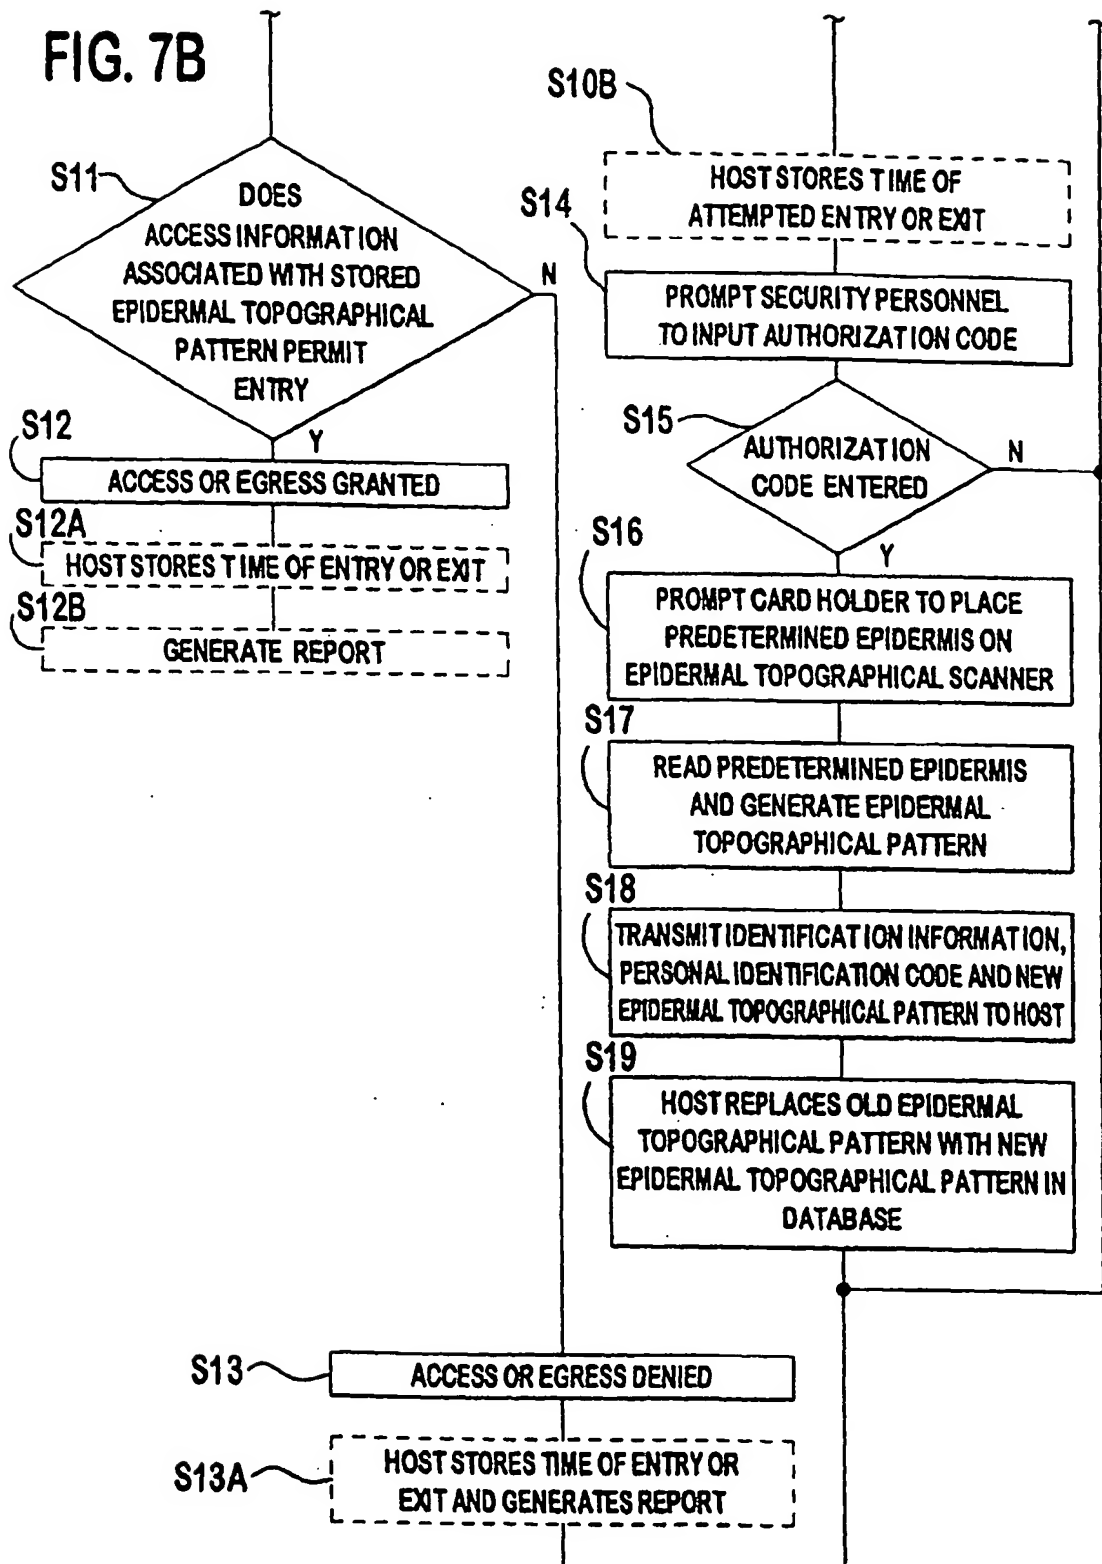 FIG. 7B
S11
DOES
ACCESS INFORMATION
ASSOCIATED WITH STORED
EPIDERMAL TOPOGRAPHICAL
PATTERN PERMIT
ENTRY
N
Y
S12
ACCESS OR EGRESS GRANTED
S12A
HOST STORES TIME OF ENTRY OR EXIT
S12B
GENERATE REPORT
S10B
HOST STORES TIME OF
ATTEMPTED ENTRY OR EXIT
S14
PROMPT SECURITY PERSONNEL
TO INPUT AUTHORIZATION CODE
S15
AUTHORIZATION
CODE ENTERED
N
Y
S16
PROMPT CARD HOLDER TO PLACE
PREDETERMINED EPIDERMIS ON
EPIDERMAL TOPOGRAPHICAL SCANNER
S17
READ PREDETERMINED EPIDERMIS
AND GENERATE EPIDERMAL
TOPOGRAPHICAL PATTERN
S18
TRANSMIT IDENTIFICATION INFORMATION,
PERSONAL IDENTIFICATION CODE AND NEW
EPIDERMAL TOPOGRAPHICAL PATTERN TO HOST
S19
HOST REPLACES OLD EPIDERMAL
TOPOGRAPHICAL PATTERN WITH NEW
EPIDERMAL TOPOGRAPHICAL PATTERN IN
DATABASE
S13
ACCESS OR EGRESS DENIED
S13A
HOST STORES TIME OF ENTRY OR
EXIT AND GENERATES REPORT